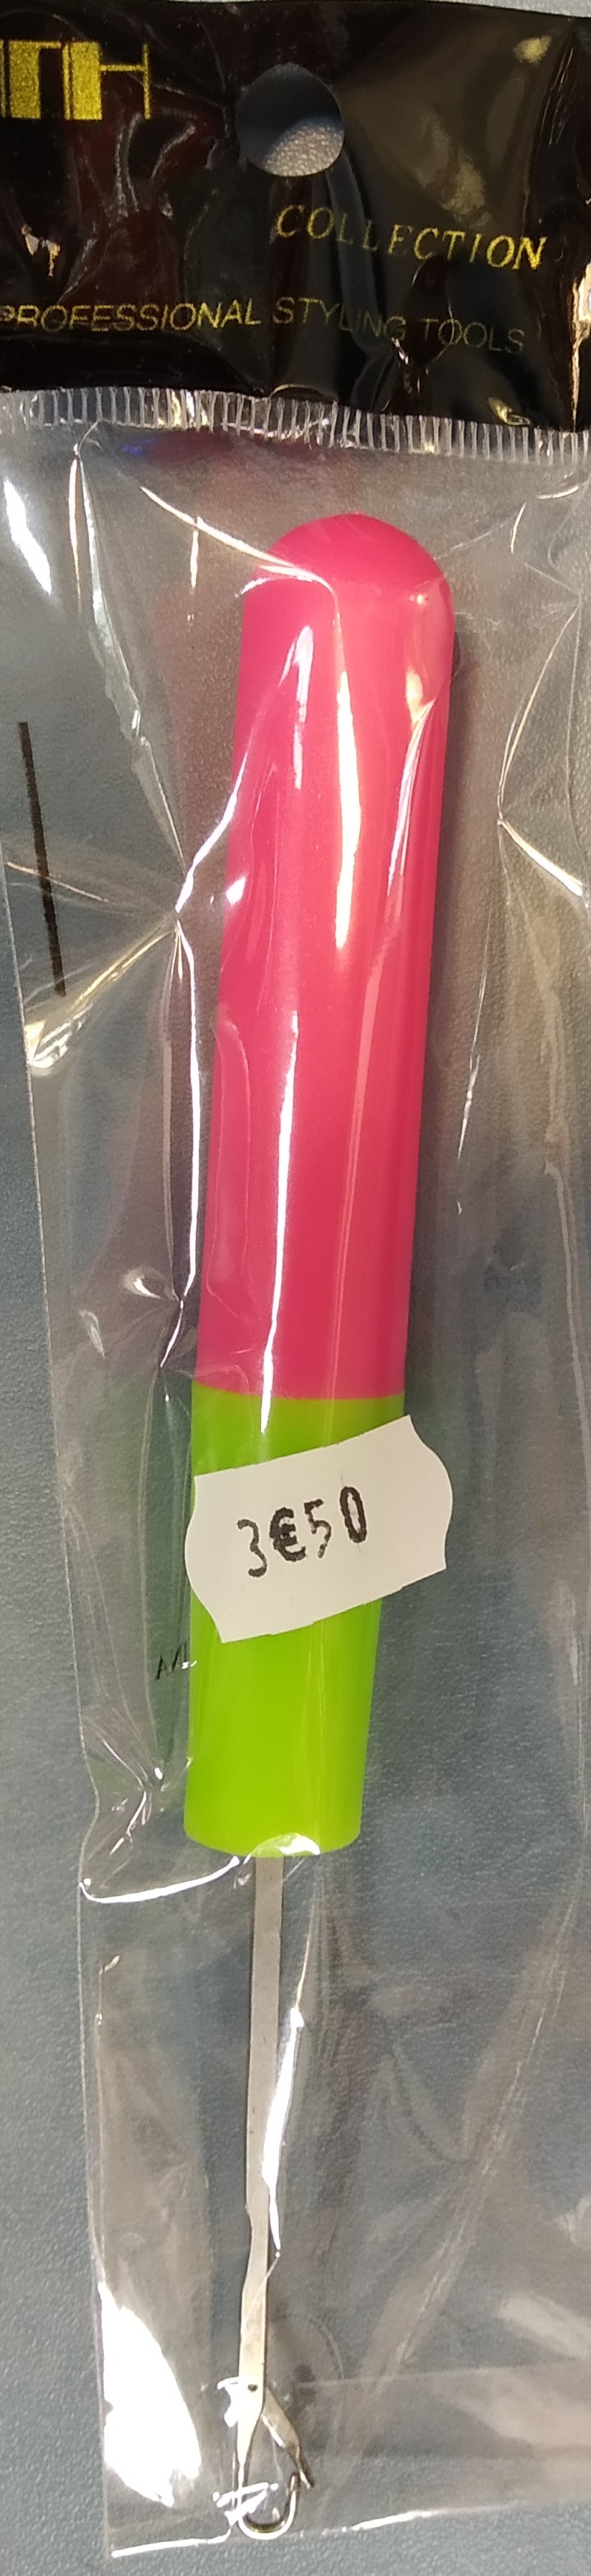 COLLECTION
PROFESSIONAL STYLING TOOLS
3€50